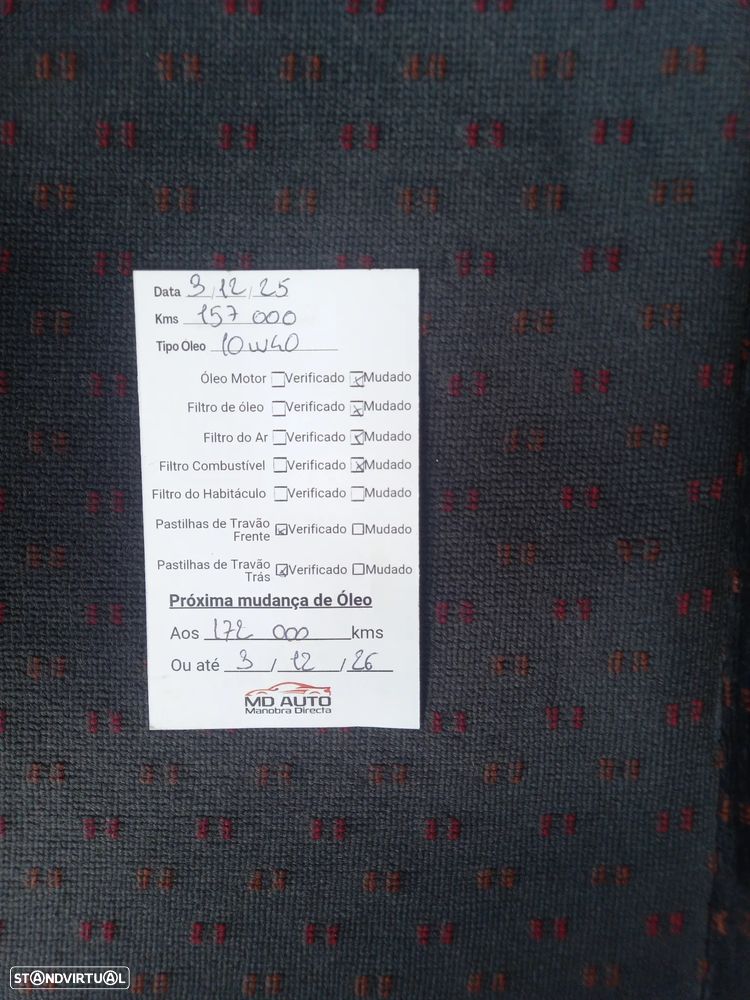 Data 3/12/25
Kms 157 000
Tipo Oleo 10W40
Óleo Motor Verificado Mudado
Filtro de óleo Verificado Mudado
Filtro do Ar Verificado Mudado
Filtro Combustível Verificado Mudado
Filtro do Habitáculo Verificado Mudado
Pastilhas de Travão
Frente Verificado Mudado
Pastilhas de Travão
Trás Verificado Mudado
Próxima mudança de Óleo
Aos 172 000 kms
Ou até 3/12/26
MD AUTO
Manobra Directa
STANDVIRTUAL